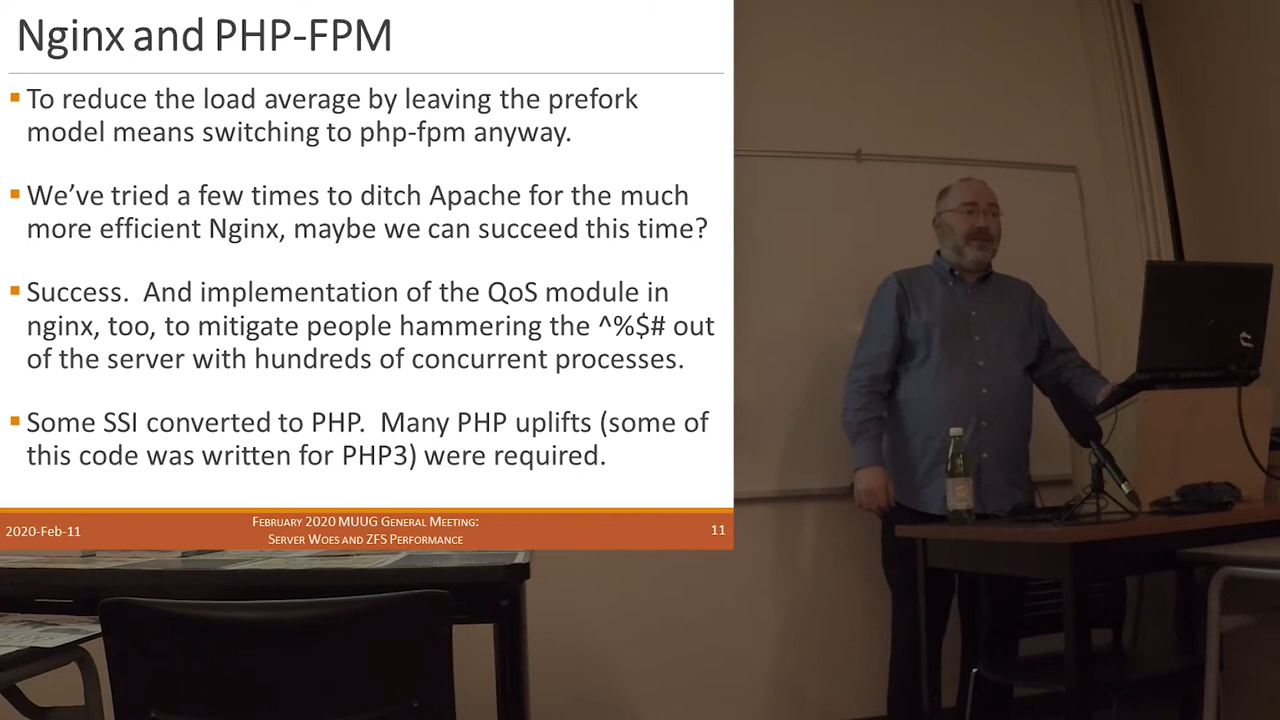 Nginx and PHP-FPM
To reduce the load average by leaving the prefork
model means switching to php-fpm anyway.
We’ve tried a few times to ditch Apache for the much
more efficient Nginx, maybe we can succeed this time?
Success.  And implementation of the QoS module in
nginx, too, to mitigate people hammering the ^%$# out
of the server with hundreds of concurrent processes.
Some SSI converted to PHP.  Many PHP uplifts (some of
this code was written for PHP3) were required.
2020-Feb-11
February 2020 MUUG General Meeting:
Server Woes and ZFS Performance
11